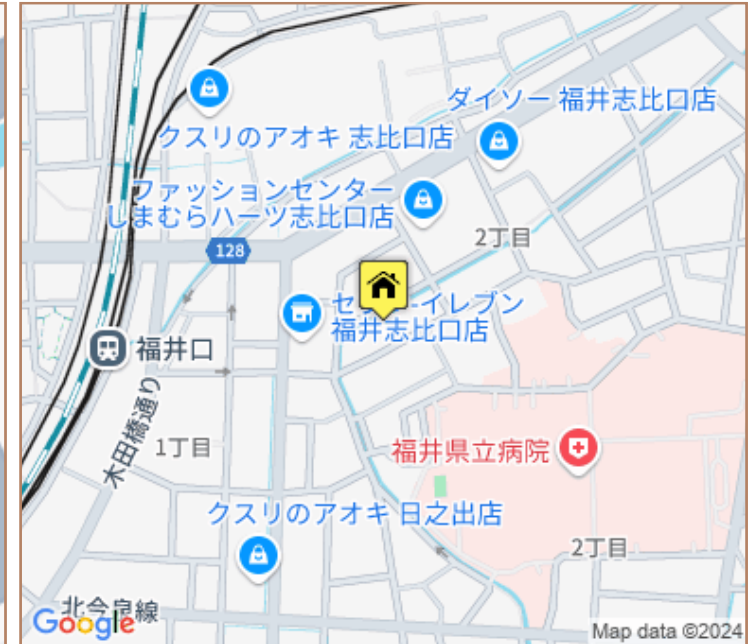 ダイソー 福井志比口店
クスリのアオキ 志比口店
ファッションセンター
しまむらハーツ志比口店
2丁目
128
セブン-イレブン
福井志比口店
福井口
木田橋通り
1丁目
福井県立病院
クスリのアオキ 日之出店
2丁目
北今泉線
Google
Map data ©2024